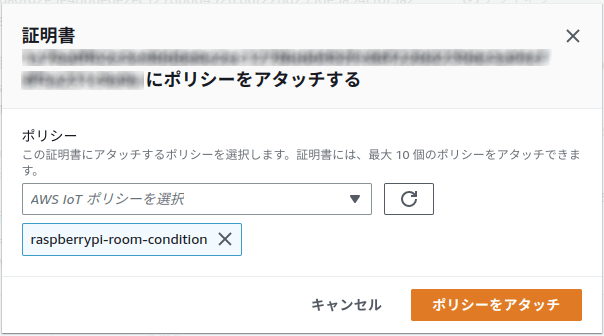 証明書
にポリシーをアタッチする
ポリシー
この証明書にアタッチするポリシーを選択します。証明書には、最大 10 個のポリシーをアタッチできま
す。
AWS IoT ポリシーを選択
raspberrypi-room-condition
キャンセル
ポリシーをアタッチ